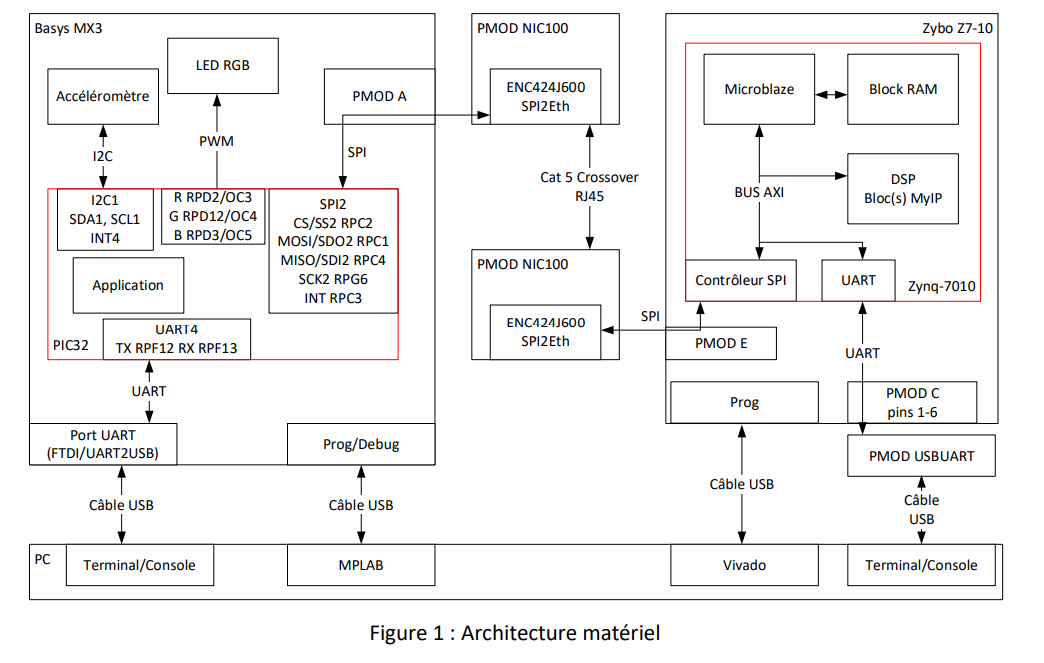 Basys MX3
LED RGB
Accéléromètre
PMOD A
PWM
I2C
SPI
I2C1
SDA1, SCL1
INT4
R RPD2/OC3
G RPD12/OC4
B RPD3/OC5
SPI2
CS/SS2 RPC2
MOSI/SDO2 RPC1
MISO/SDI2 RPC4
SCK2 RPG6
INT RPC3
Application
UART4
TX RPF12 RX RPF13
PIC32
UART
Port UART
(FTDI/UART2USB)
Prog/Debug
Câble USB
Câble USB
PMOD NIC100
ENC424J600
SPI2Eth
Cat 5 Crossover
RJ45
PMOD NIC100
ENC424J600
SPI2Eth
SPI
Zybo Z7-10
Microblaze
Block RAM
BUS AXI
DSP
Bloc(s) MyIP
Contrôleur SPI
UART
Zynq-7010
PMOD E
UART
Prog
PMOD C
pins 1-6
PMOD USBUART
Câble USB
Câble
USB
PC
Terminal/Console
MPLAB
Vivado
Terminal/Console
Figure 1 : Architecture matériel